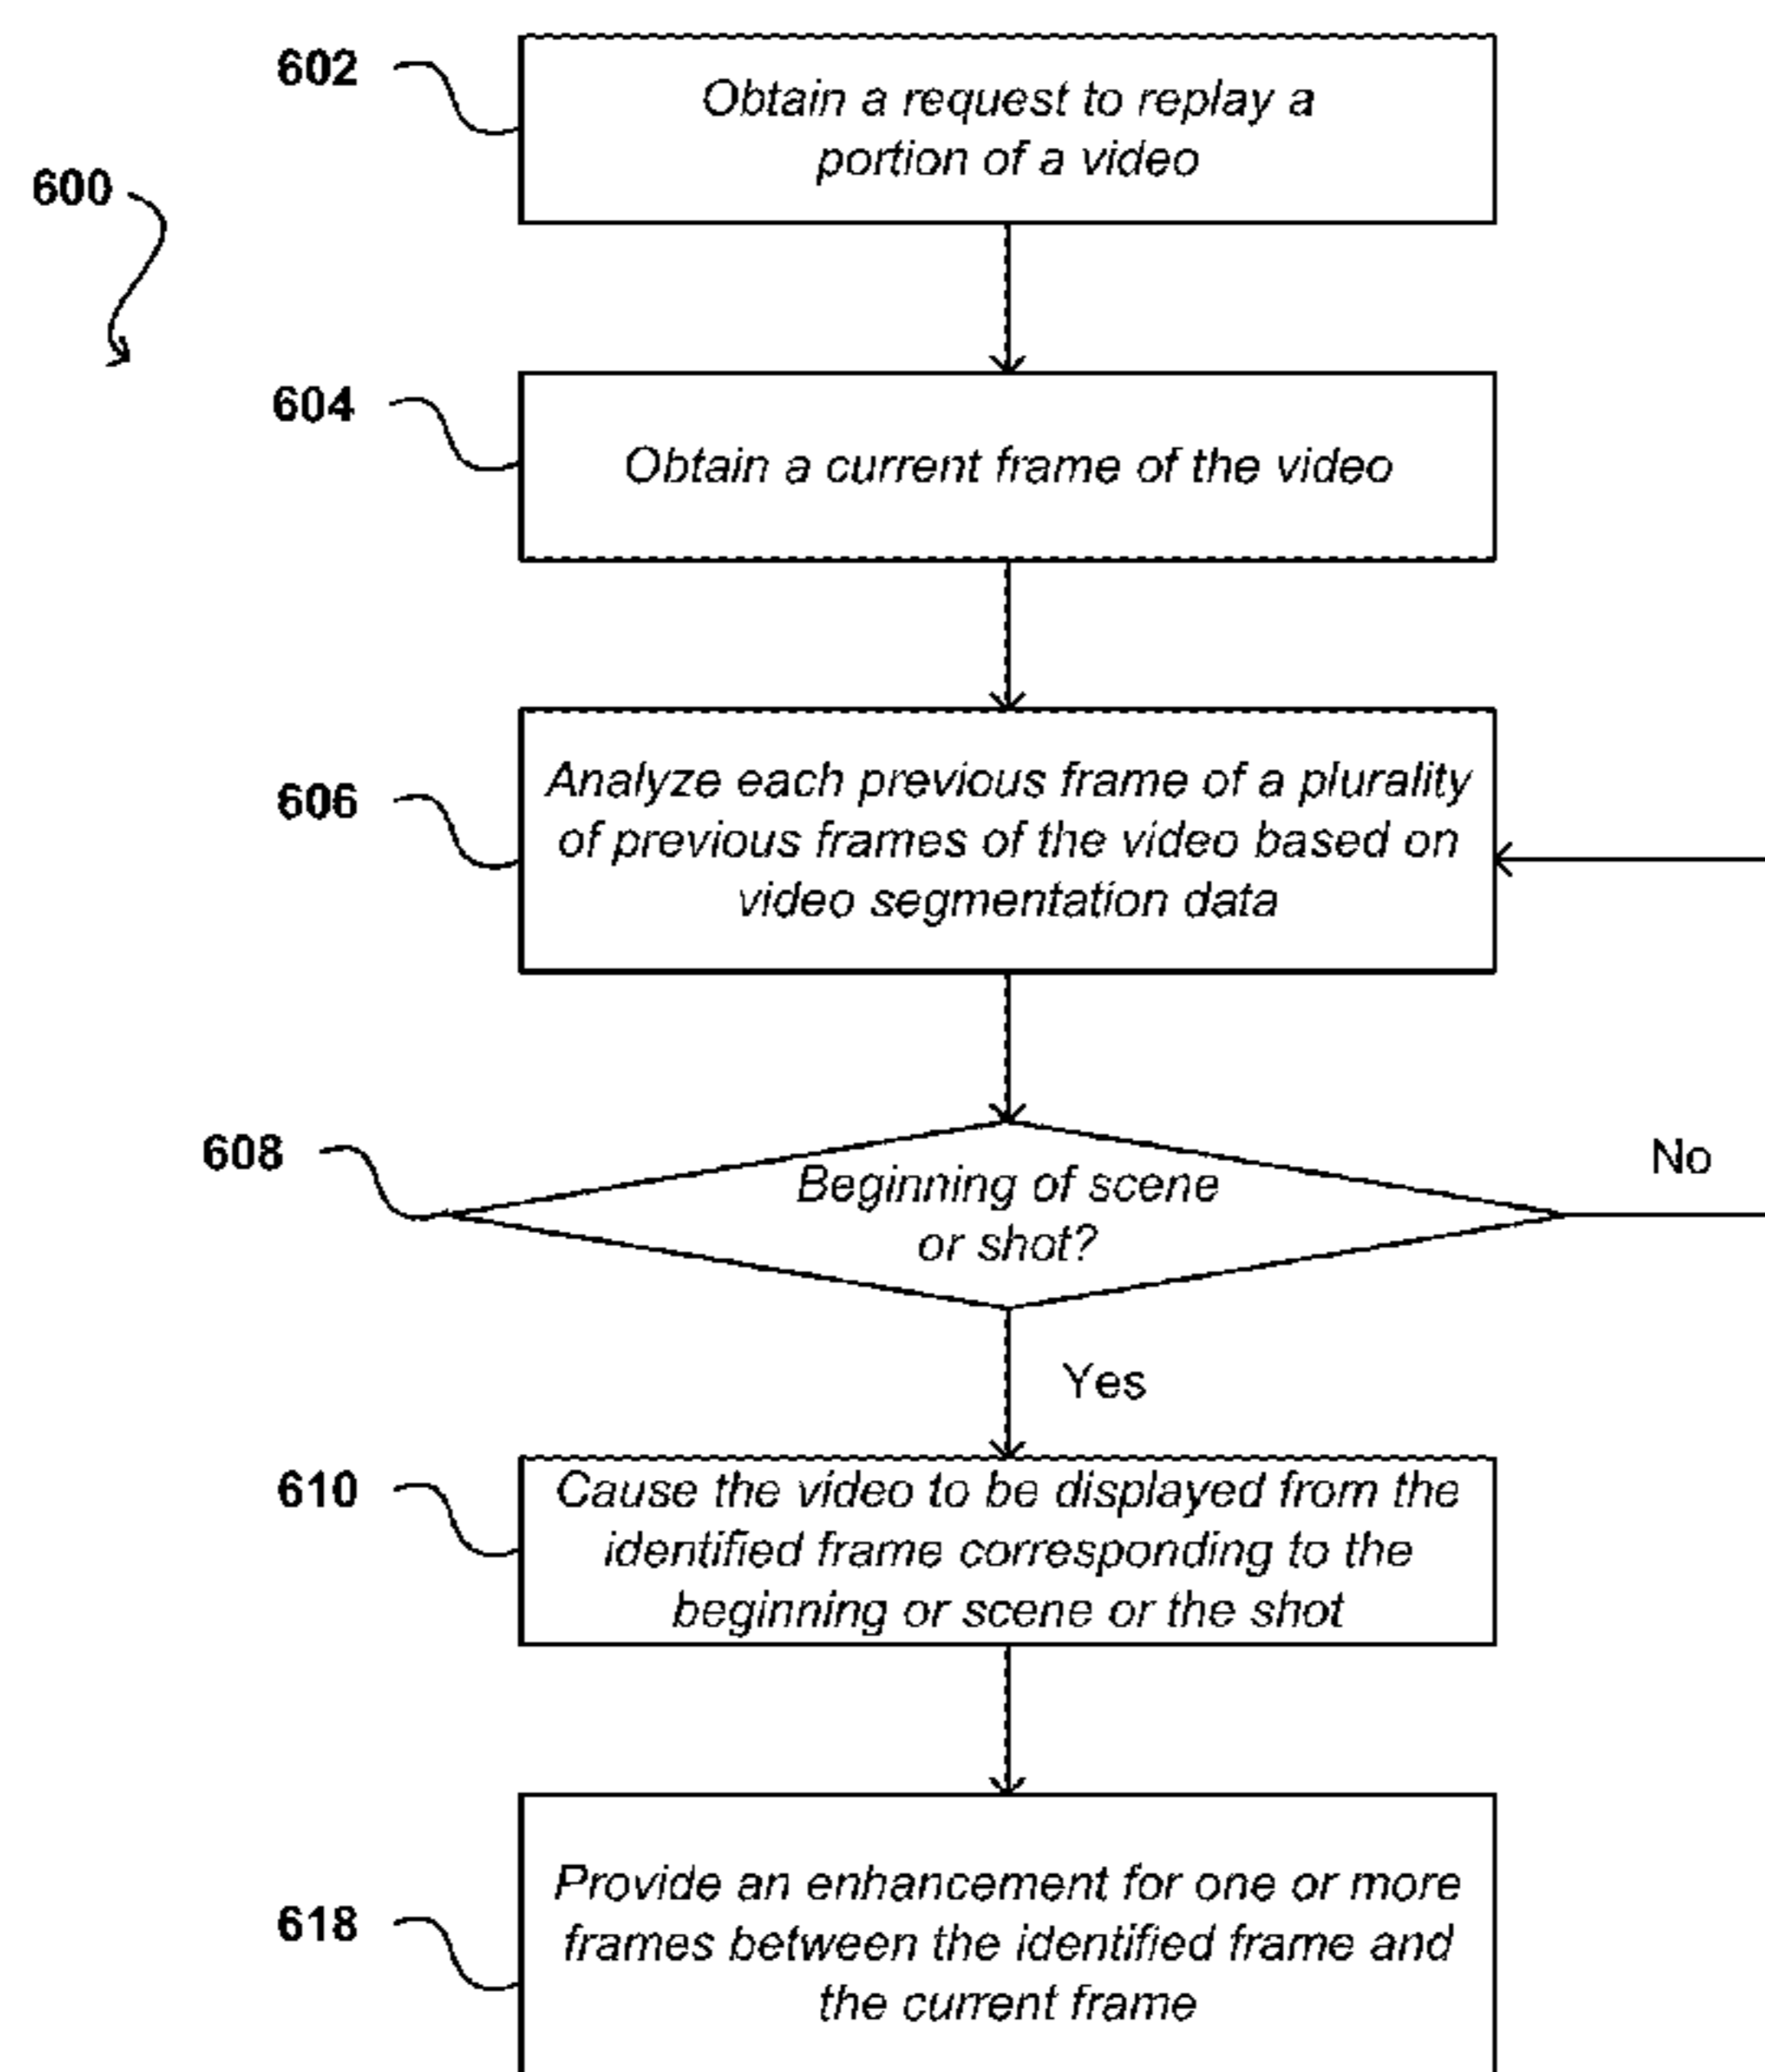 602
Obtain a request to replay a
portion of a video
600
604
Obtain a current frame of the video
606
Analyze each previous frame of a plurality
of previous frames of the video based on
video segmentation data
608
Beginning of scene
or shot?
No
Yes
610
Cause the video to be displayed from the
identified frame corresponding to the
beginning or scene or the shot
618
Provide an enhancement for one or more
frames between the identified frame and
the current frame